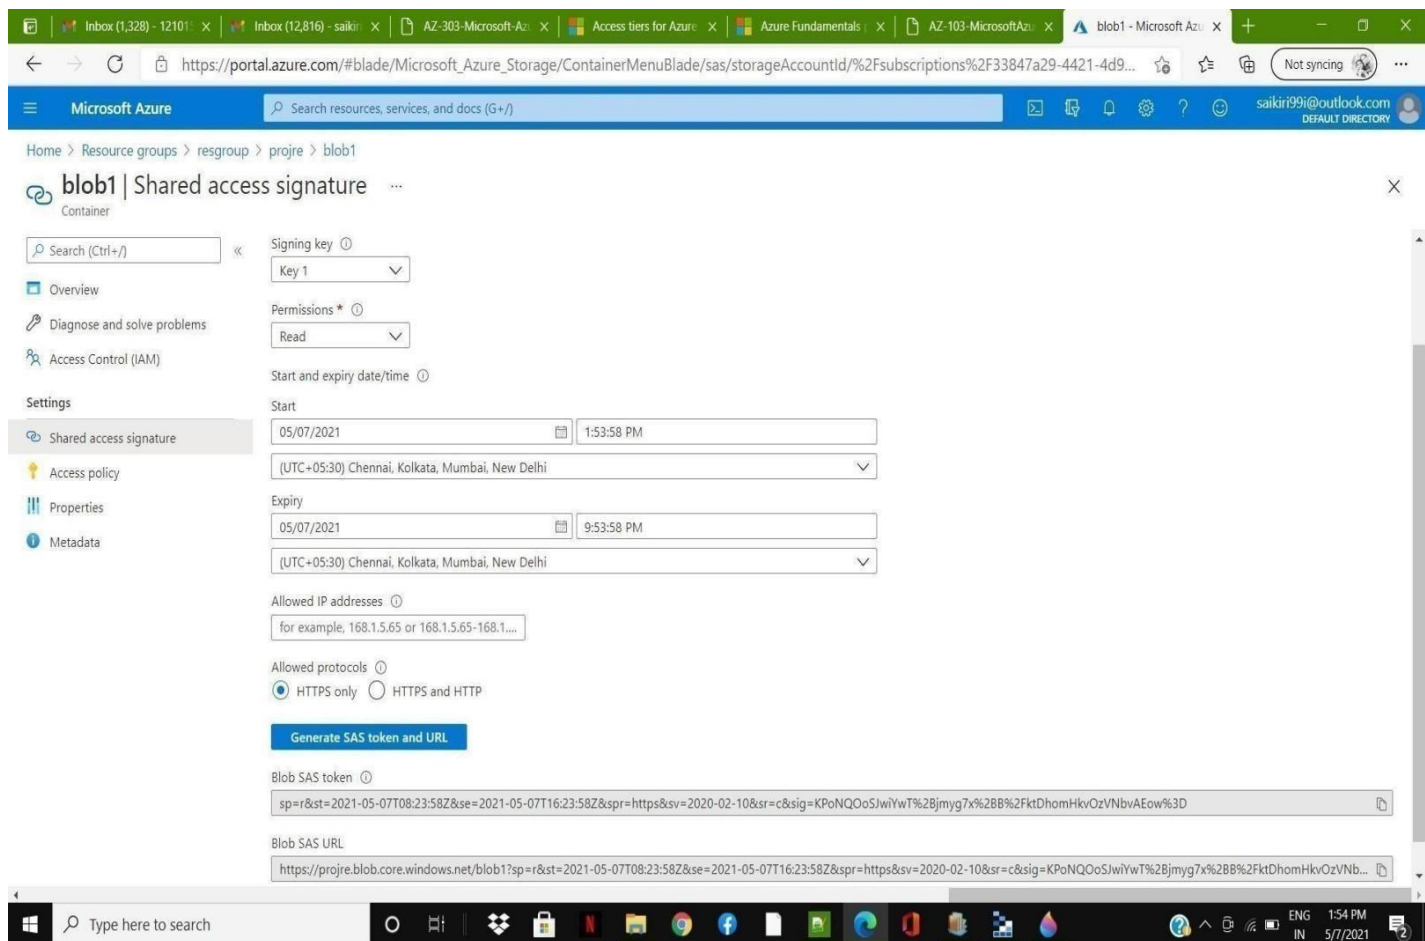 Inbox (1,328) - 12101
Inbox (12,816) - saikiri
AZ-303-Microsoft-Az
Access tiers for Azure
Azure Fundamentals
AZ-103-MicrosoftAzu
blob1 - Microsoft Azu
https://portal.azure.com/#blade/Microsoft_Azure_Storage/ContainerMenuBlade/sas/storageAccountId/%2Fsubscriptions%2F33847a29-4421-4d9...
Not syncing
Microsoft Azure
Search resources, services, and docs (G+/)
saikiri99i@outlook.com
DEFAULT DIRECTORY
Home > Resource groups > resgroup > projre > blob1
blob1 | Shared access signature ...
Container
Search (Ctrl+/)
«
Overview
Diagnose and solve problems
Access Control (IAM)
Settings
Shared access signature
Access policy
Properties
Metadata
Signing key
Key 1
Permissions *
Read
Start and expiry date/time
Start
05/07/2021
1:53:58 PM
(UTC+05:30) Chennai, Kolkata, Mumbai, New Delhi
Expiry
05/07/2021
9:53:58 PM
(UTC+05:30) Chennai, Kolkata, Mumbai, New Delhi
Allowed IP addresses
for example, 168.1.5.65 or 168.1.5.65-168.1....
Allowed protocols
HTTPS only
HTTPS and HTTP
Generate SAS token and URL
Blob SAS token
sp=r&st=2021-05-07T08:23:58Z&se=2021-05-07T16:23:58Z&spr=https&sv=2020-02-10&sr=c&sig=KPoNQOoSJwiYwT%2Bjmyg7x%2BB%2FktDhomHkvOzVNbvAEow%3D
Blob SAS URL
https://projre.blob.core.windows.net/blob1?sp=r&st=2021-05-07T08:23:58Z&se=2021-05-07T16:23:58Z&spr=https&sv=2020-02-10&sr=c&sig=KPoNQOoSJwiYwT%2Bjmyg7x%2BB%2FktDhomHkvOzVNb...
Type here to search
ENG
IN
1:54 PM
5/7/2021
2